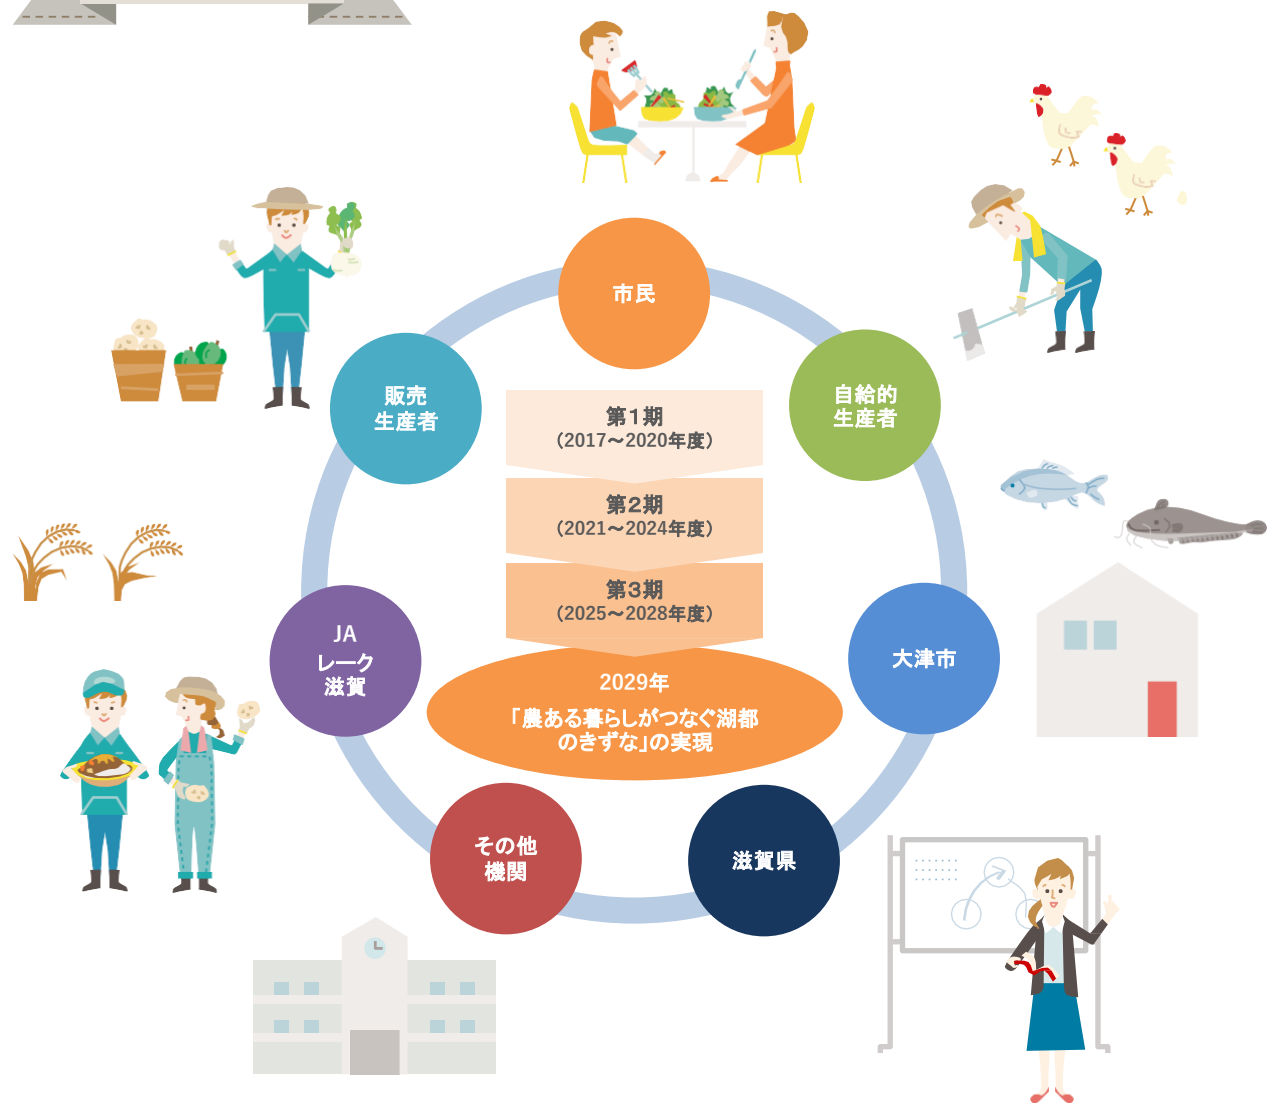 市民
販売
生産者
自給的
生産者
第1期
（2017～2020年度）
第2期
（2021～2024年度）
第3期
（2025～2028年度）
JA
レーク
滋賀
大津市
2029年
「農ある暮らしがつなぐ湖都
のきずな」の実現
その他
機関
滋賀県